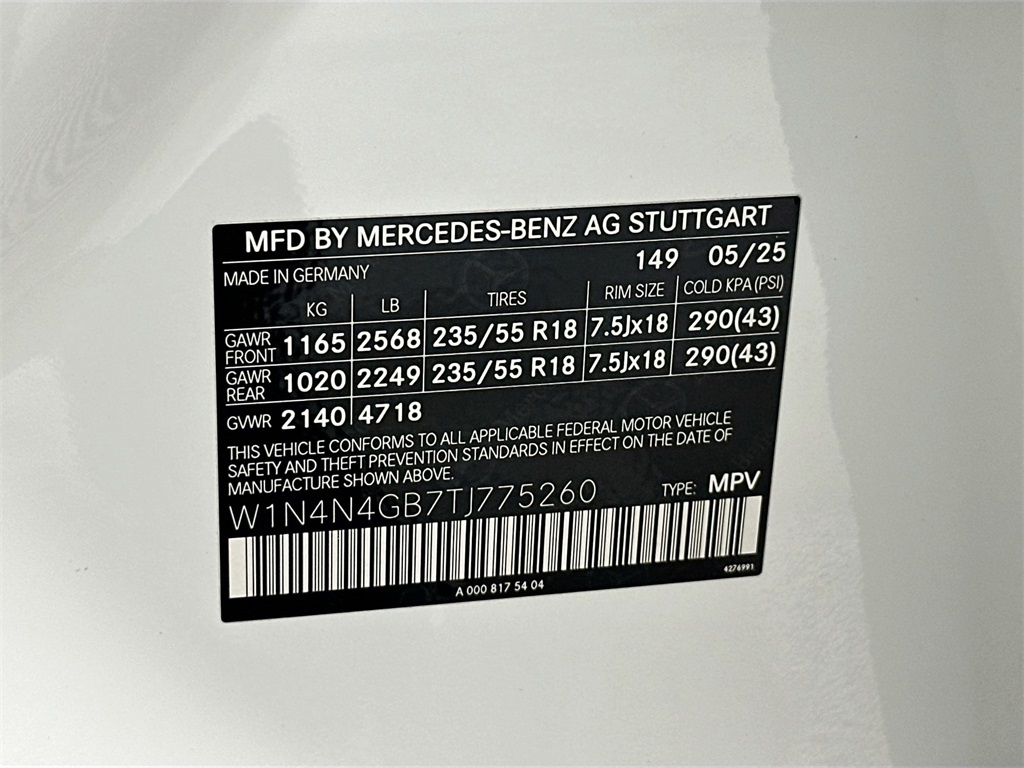 MFD BY MERCEDES-BENZ AG STUTTGART
MADE IN GERMANY 149 05/25
KG LB TIRES RIM SIZE COLD KPA (PSI)
GAWR FRONT 1165 2568 235/55 R18 7.5Jx18 290(43)
GAWR REAR 1020 2249 235/55 R18 7.5Jx18 290(43)
GVWR 2140 4718
THIS VEHICLE CONFORMS TO ALL APPLICABLE FEDERAL MOTOR VEHICLE
SAFETY AND THEFT PREVENTION STANDARDS IN EFFECT ON THE DATE OF
MANUFACTURE SHOWN ABOVE.
W1N4N4GB7TJ775260 TYPE: MPV
A 000 817 54 04 4276991